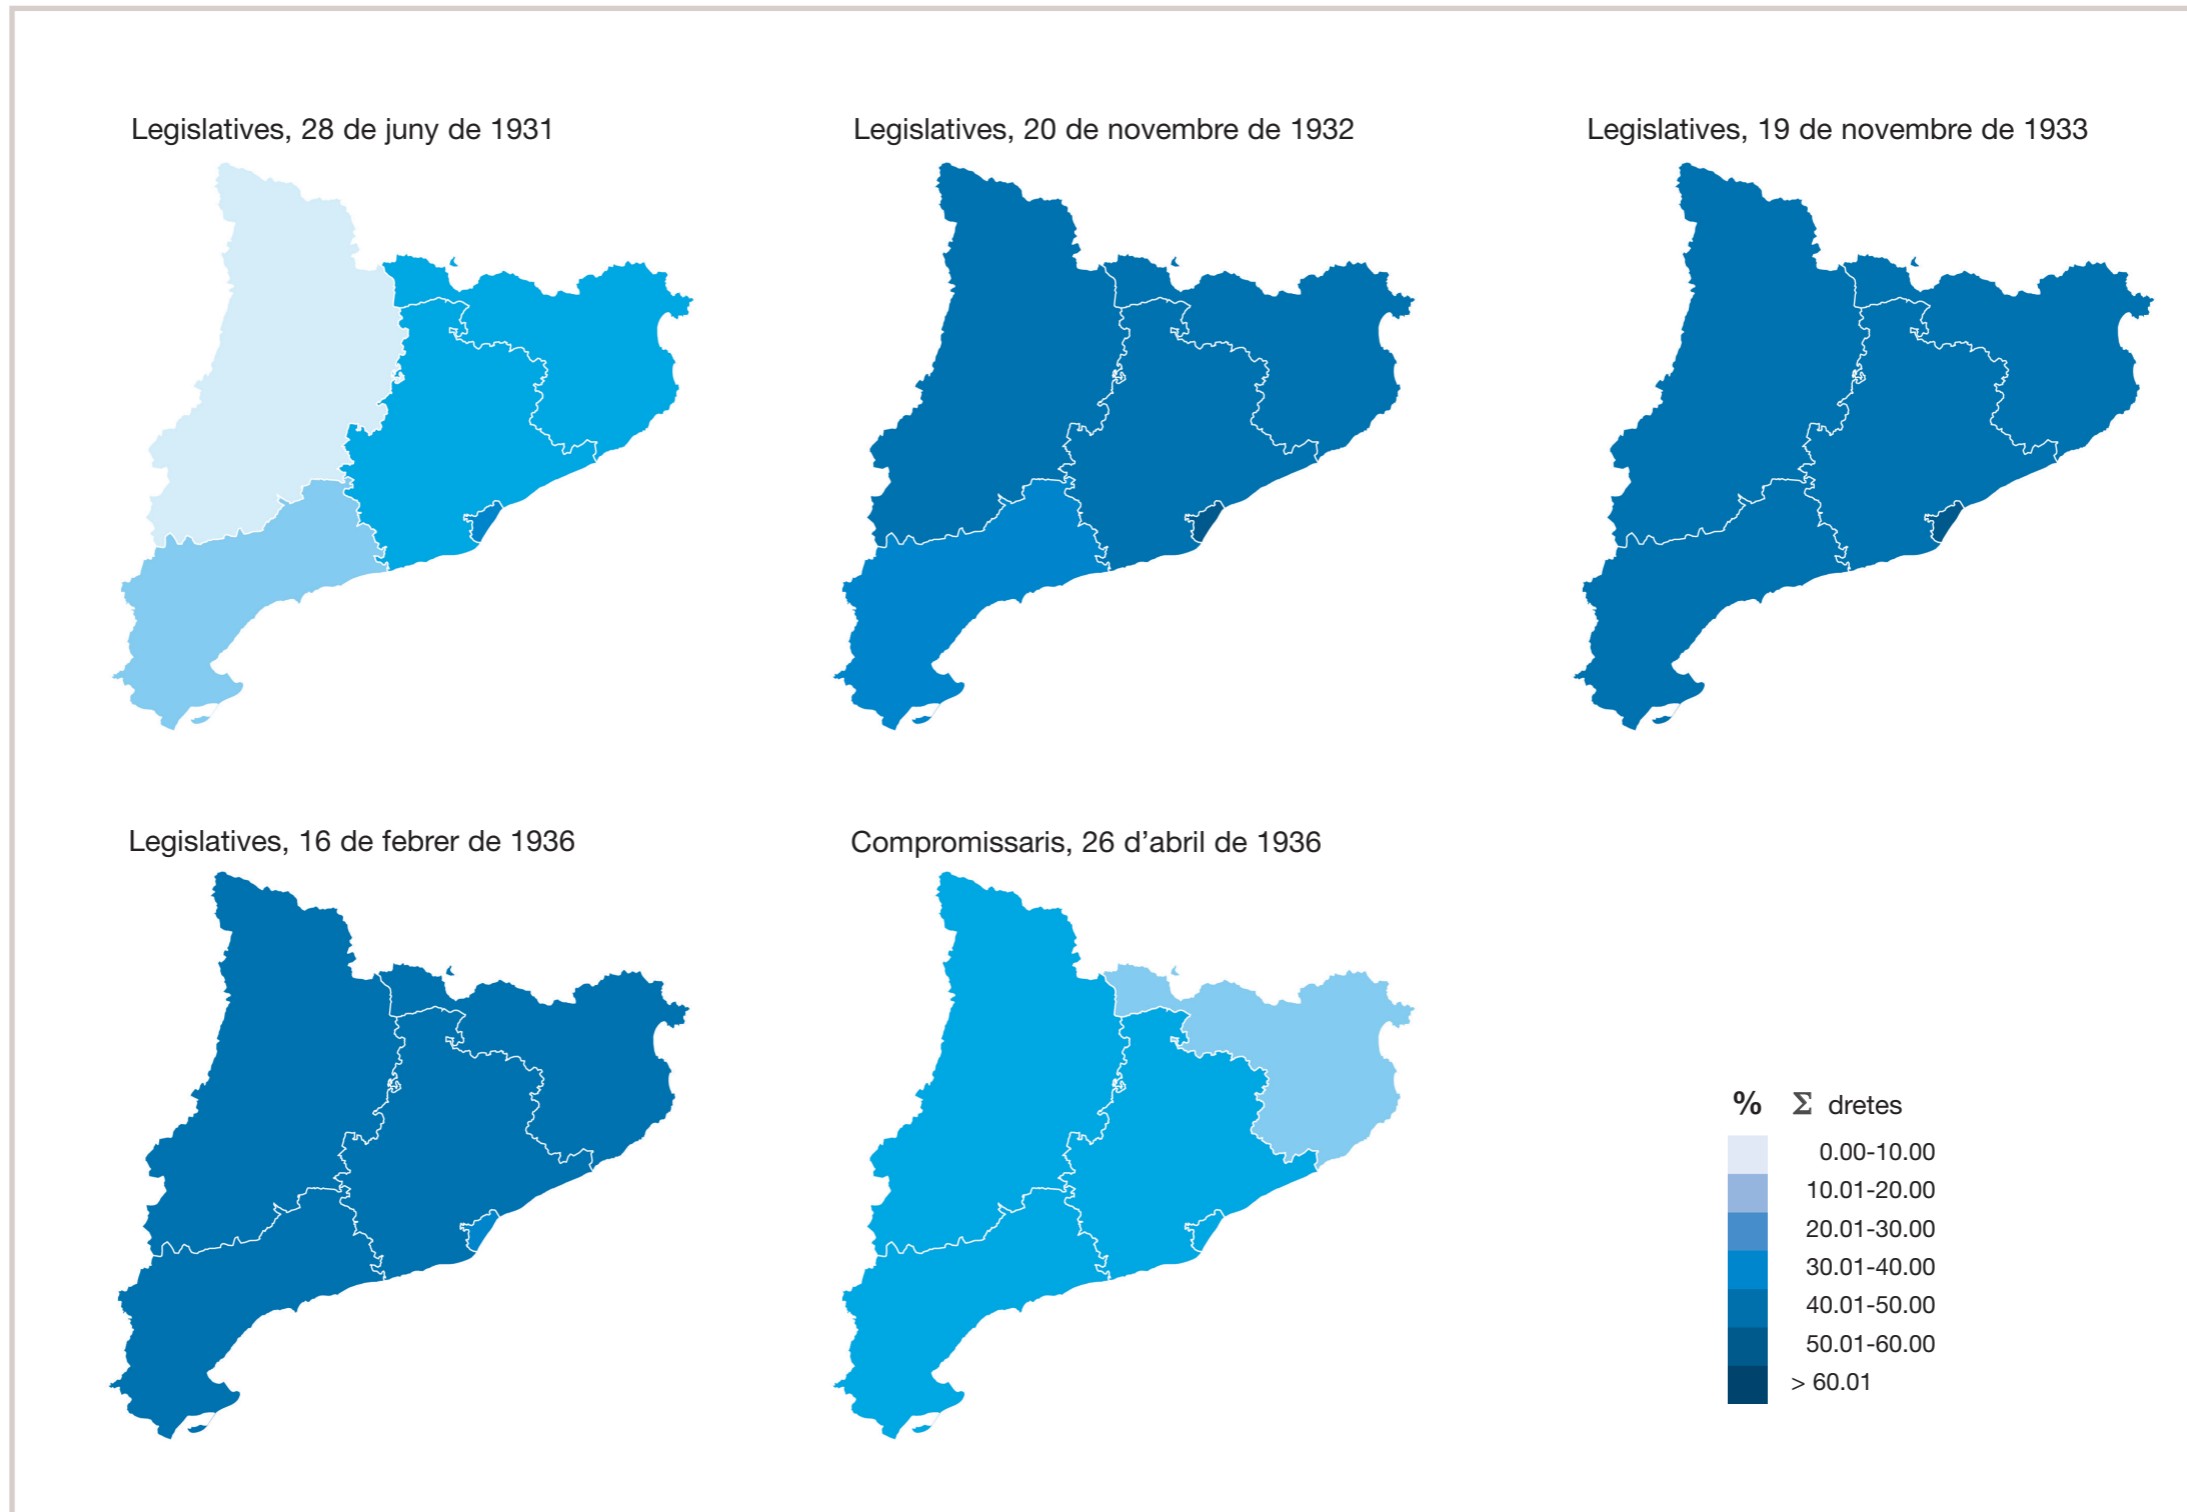 Legislatives, 28 de juny de 1931
Legislatives, 20 de novembre de 1932
Legislatives, 19 de novembre de 1933
Legislatives, 16 de febrer de 1936
Compromissaris, 26 d’abril de 1936
% Σ dretes
0.00-10.00
10.01-20.00
20.01-30.00
30.01-40.00
40.01-50.00
50.01-60.00
> 60.01